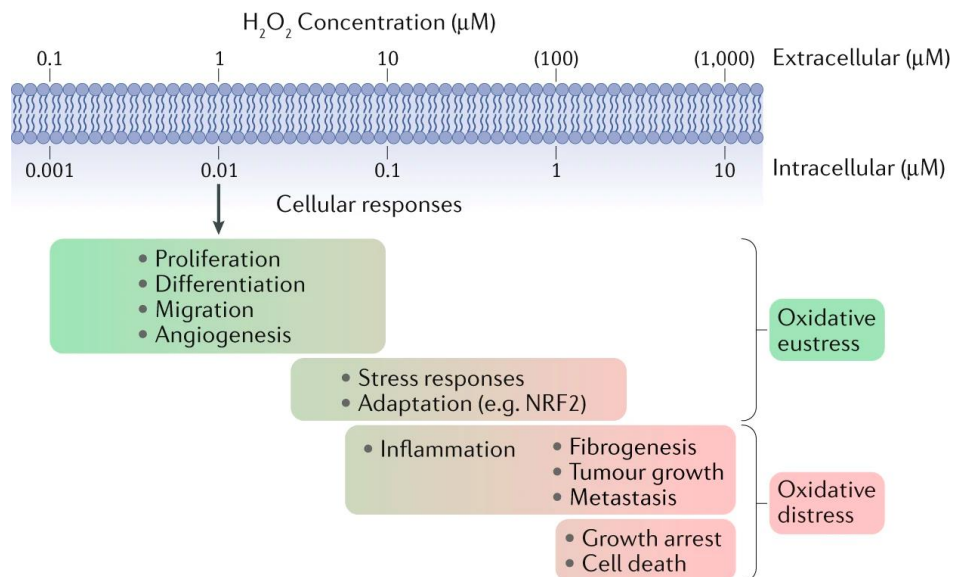 H₂O₂ Concentration (μM)
0.1 1 10 (100) (1,000) Extracellular (μM)
0.001 0.01 0.1 1 10 Intracellular (μM)
Cellular responses
• Proliferation
• Differentiation
• Migration
• Angiogenesis
Oxidative
eustress
• Stress responses
• Adaptation (e.g. NRF2)
• Inflammation
• Fibrogenesis
• Tumour growth
• Metastasis
Oxidative
distress
• Growth arrest
• Cell death